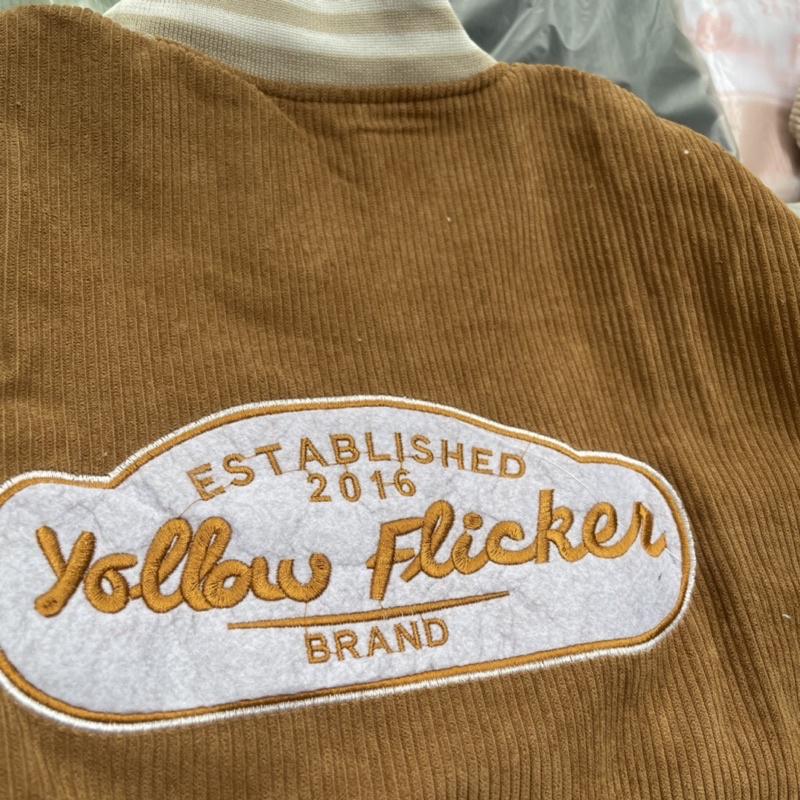 ESTABLISHED
2016
Yollow Flicker
BRAND